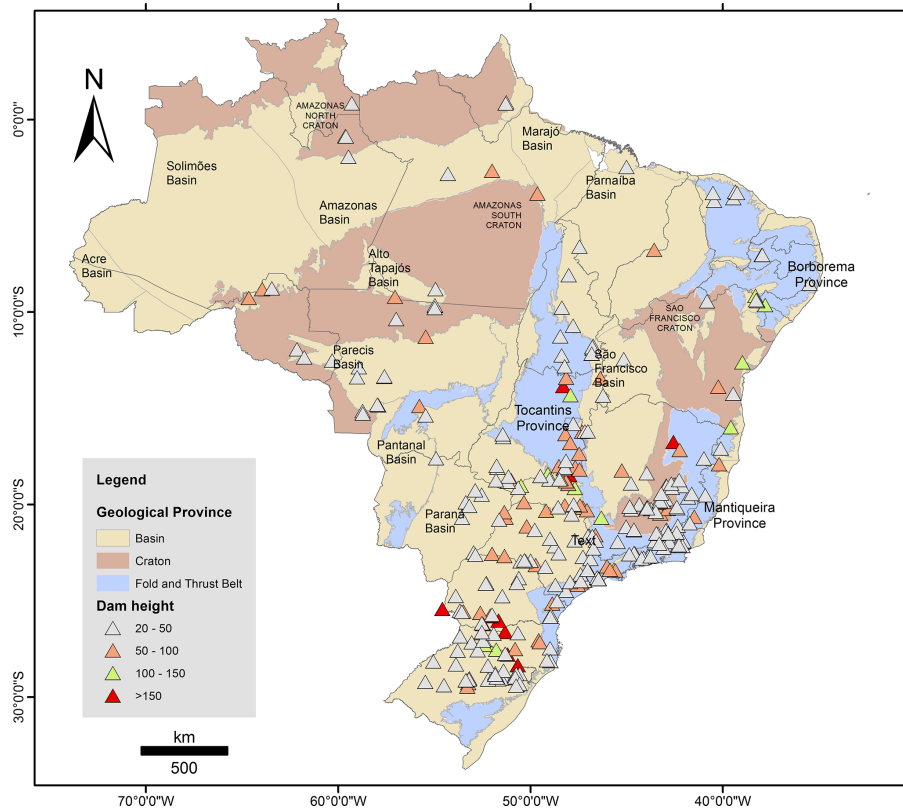 N
0°0'0"
10°0'0"S
20°0'0"S
30°0'0"S
AMAZONAS
NORTH
CRATON
Marajó
Basin
Solimões
Basin
Parnaíba
Basin
Amazonas
Basin
AMAZONAS
SOUTH
CRATON
Acre
Basin
Alto
Tapajós
Basin
Borborema
Province
SAO
FRANCISCO
CRATON
Parecis
Basin
São
Francisco
Basin
Tocantins
Province
Pantanal
Basin
Paraná
Basin
Mantiqueira
Province
Text
Legend
Geological Province
Basin
Craton
Fold and Thrust Belt
Dam height
20 - 50
50 - 100
100 - 150
>150
km
500
70°0'0"W
60°0'0"W
50°0'0"W
40°0'0"W